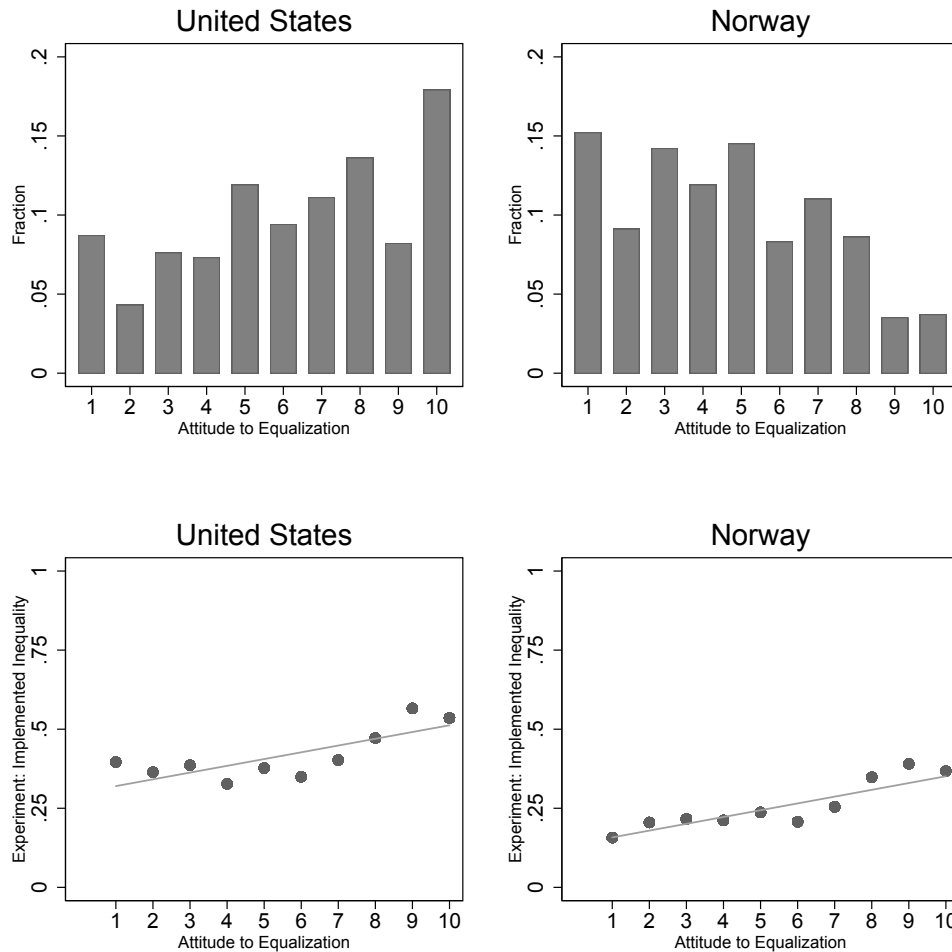 United States
Norway
.2
.15
.1
.05
0
Fraction
1 2 3 4 5 6 7 8 9 10
Attitude to Equalization
.2
.15
.1
.05
0
Fraction
1 2 3 4 5 6 7 8 9 10
Attitude to Equalization
United States
Norway
1
.75
.5
.25
0
Experiment: Implemented Inequality
1 2 3 4 5 6 7 8 9 10
Attitude to Equalization
1
.75
.5
.25
0
Experiment: Implemented Inequality
1 2 3 4 5 6 7 8 9 10
Attitude to Equalization